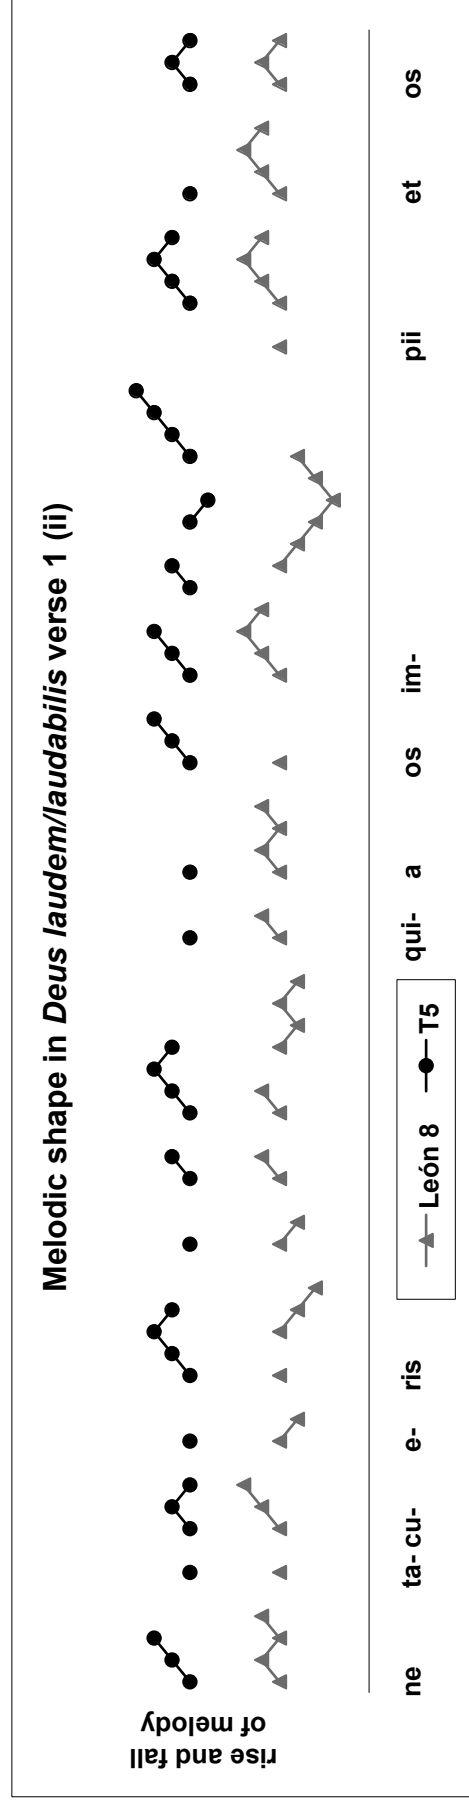 Melodic shape in Deus laudem/laudabilis verse 1 (ii)
rise and fall
of melody
ne ta- cu- e- ris qui- a os im- pii et os
León 8 T5